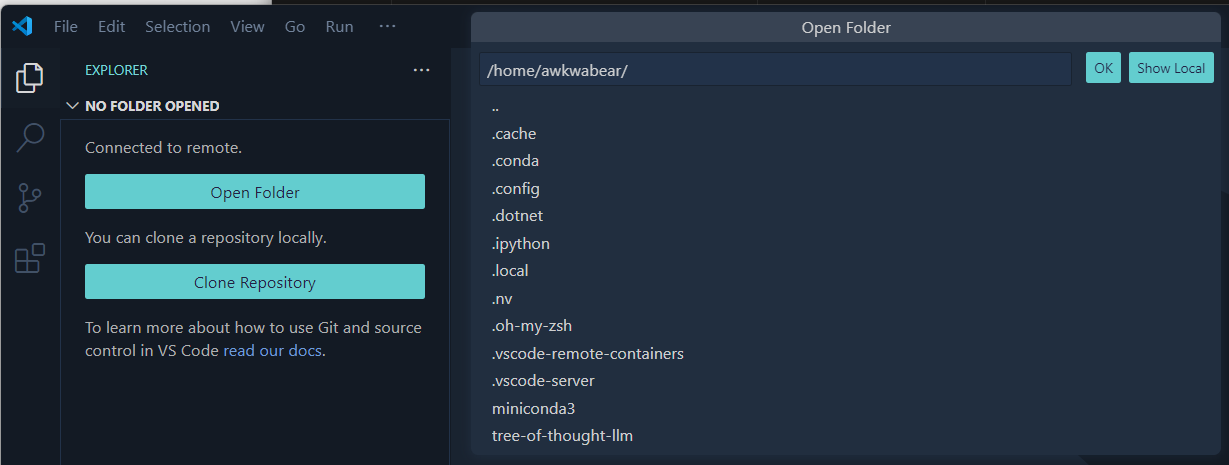 File Edit Selection View Go Run ···
EXPLORER ···
NO FOLDER OPENED
Connected to remote.
Open Folder
You can clone a repository locally.
Clone Repository
To learn more about how to use Git and source
control in VS Code read our docs.
Open Folder
/home/awkwabear/ OK Show Local
..
.cache
.conda
.config
.dotnet
.ipython
.local
.nv
.oh-my-zsh
.vscode-remote-containers
.vscode-server
miniconda3
tree-of-thought-llm